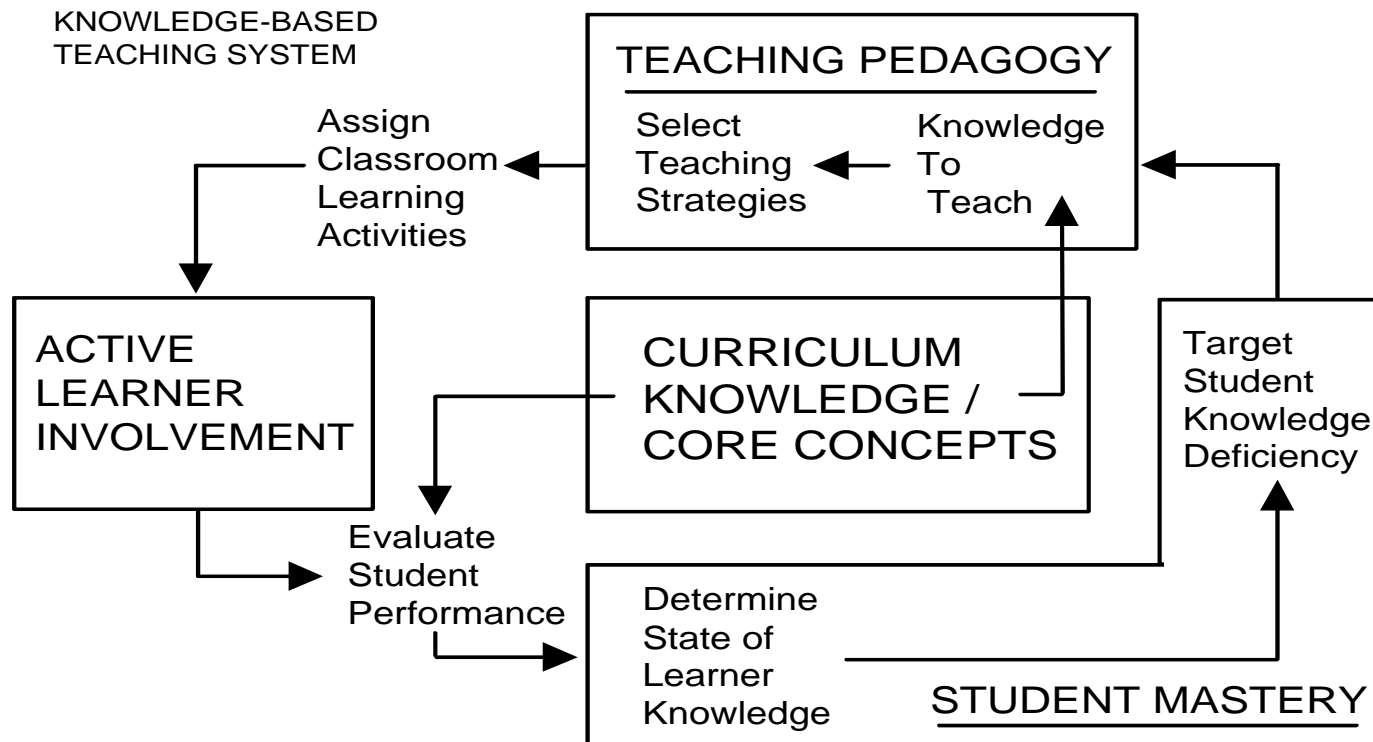 KNOWLEDGE-BASED
TEACHING SYSTEM
TEACHING PEDAGOGY
Assign
Classroom
Learning
Activities
Select
Teaching
Strategies
Knowledge
To
Teach
ACTIVE
LEARNER
INVOLVEMENT
CURRICULUM
KNOWLEDGE /
CORE CONCEPTS
Target
Student
Knowledge
Deficiency
Evaluate
Student
Performance
Determine
State of
Learner
Knowledge
STUDENT MASTERY